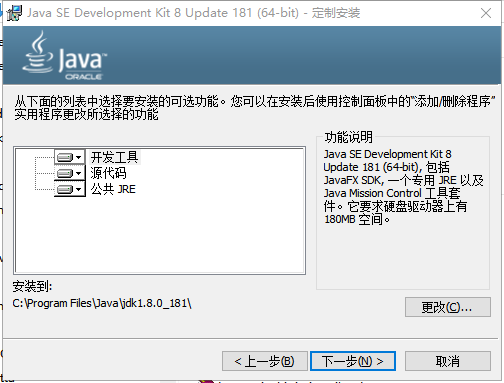 Java SE Development Kit 8 Update 181 (64-bit) - 定制安装
Java
ORACLE
从下面的列表中选择要安装的可选功能。您可以在安装后使用控制面板中的“添加/删除程序”
实用程序更改所选择的功能
开发工具
源代码
公共 JRE
功能说明
Java SE Development Kit 8
Update 181 (64-bit), 包括
JavaFX SDK, 一个专用 JRE 以及
Java Mission Control 工具套
件。它要求硬盘驱动器上有
180MB 空间。
安装到:
C:\Program Files\Java\jdk1.8.0_181\
更改(C)...
< 上一步(B)
下一步(N) >
取消